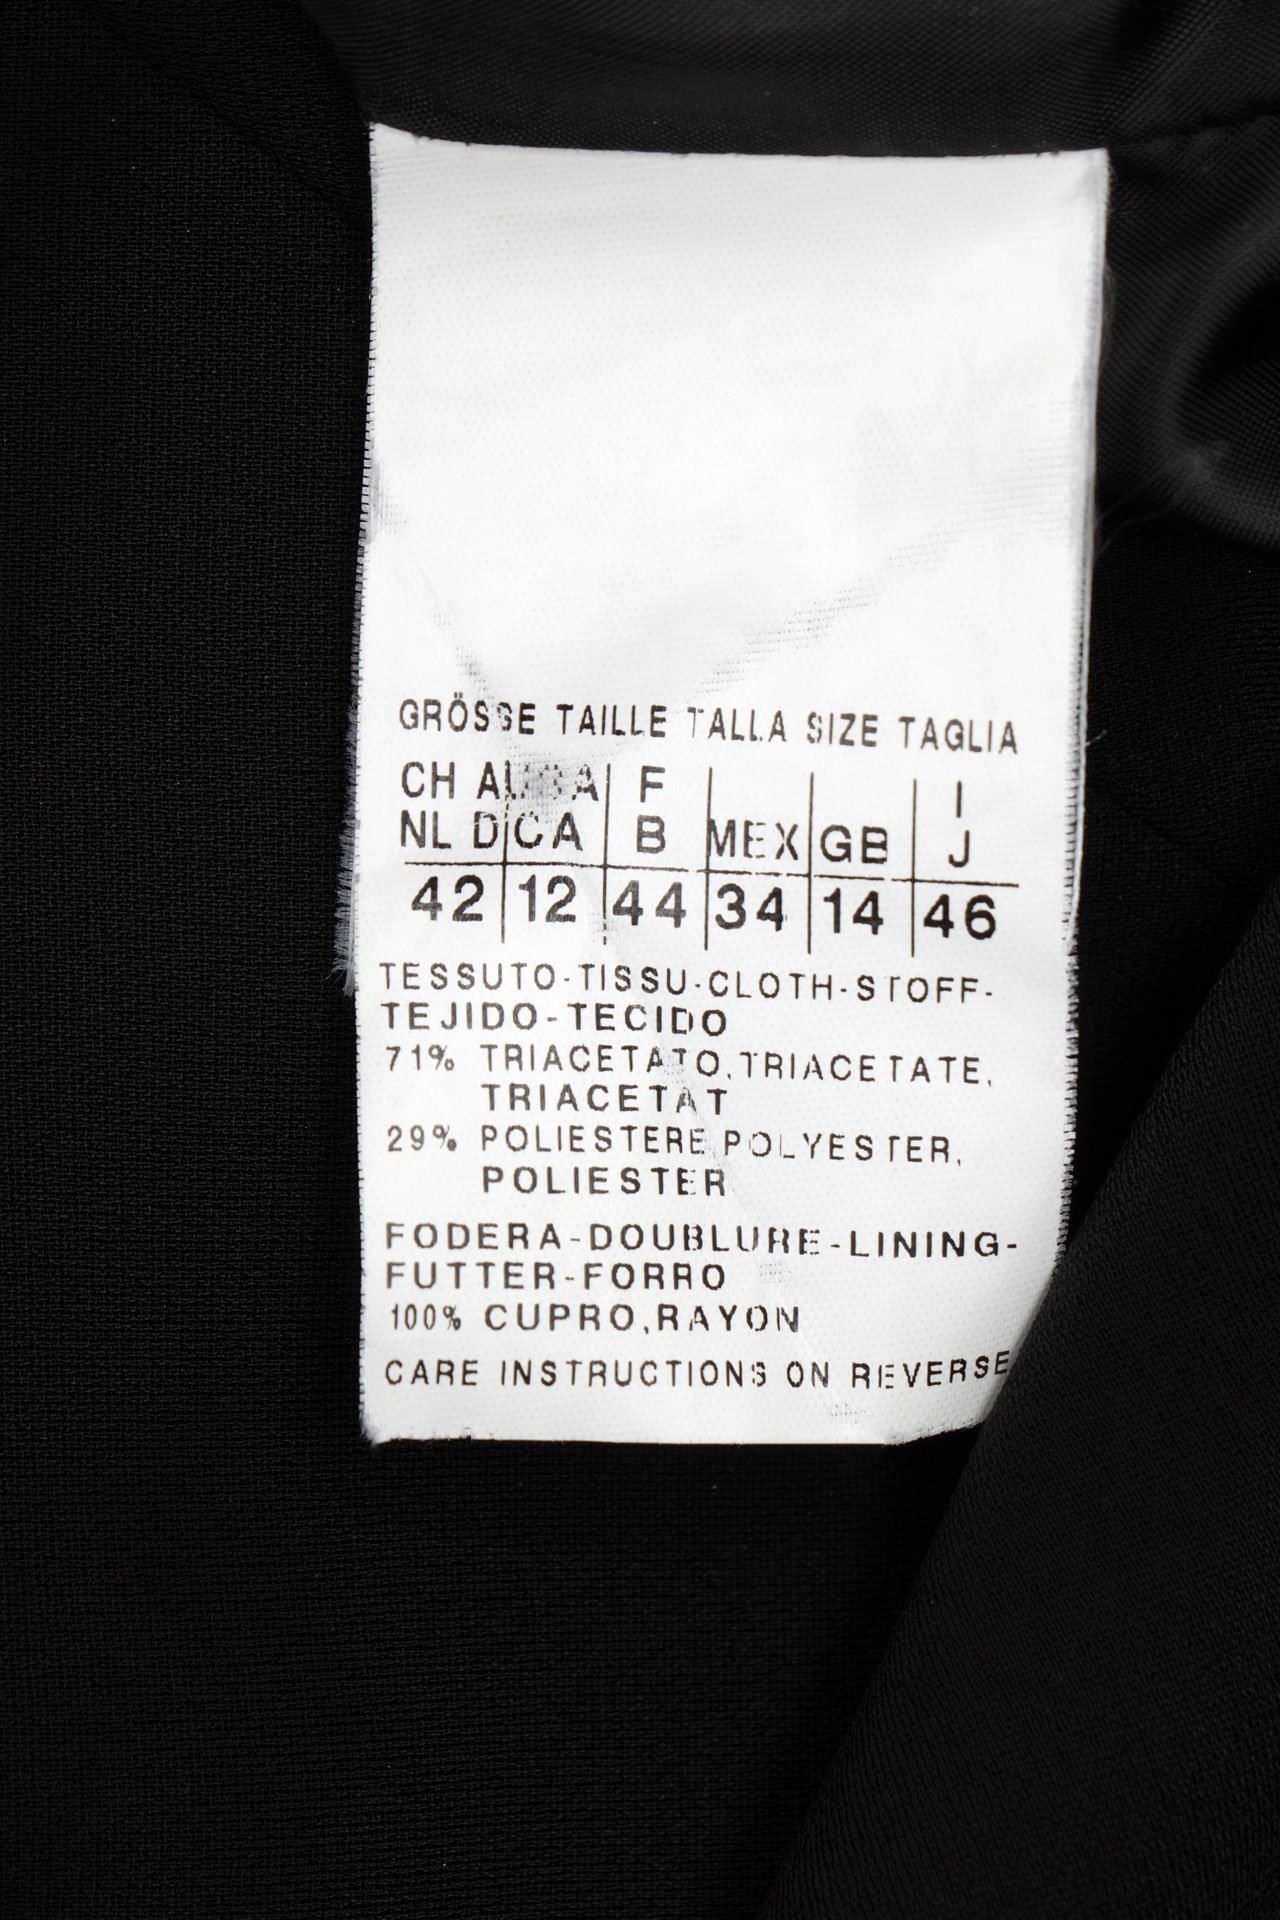 GRÖSSE TAILLE TALLA SIZE TAGLIA
CH A USA F I
NL D CA B MEX GB J
42 12 44 34 14 46
TESSUTO-TISSU-CLOTH-STOFF-
TEJIDO-TECIDO
71% TRIACETATO,TRIACETATE,
TRIACETAT
29% POLIESTERE,POLYESTER,
POLIESTER
FODERA-DOUBLURE-LINING-
FUTTER-FORRO
100% CUPRO,RAYON
CARE INSTRUCTIONS ON REVERSE